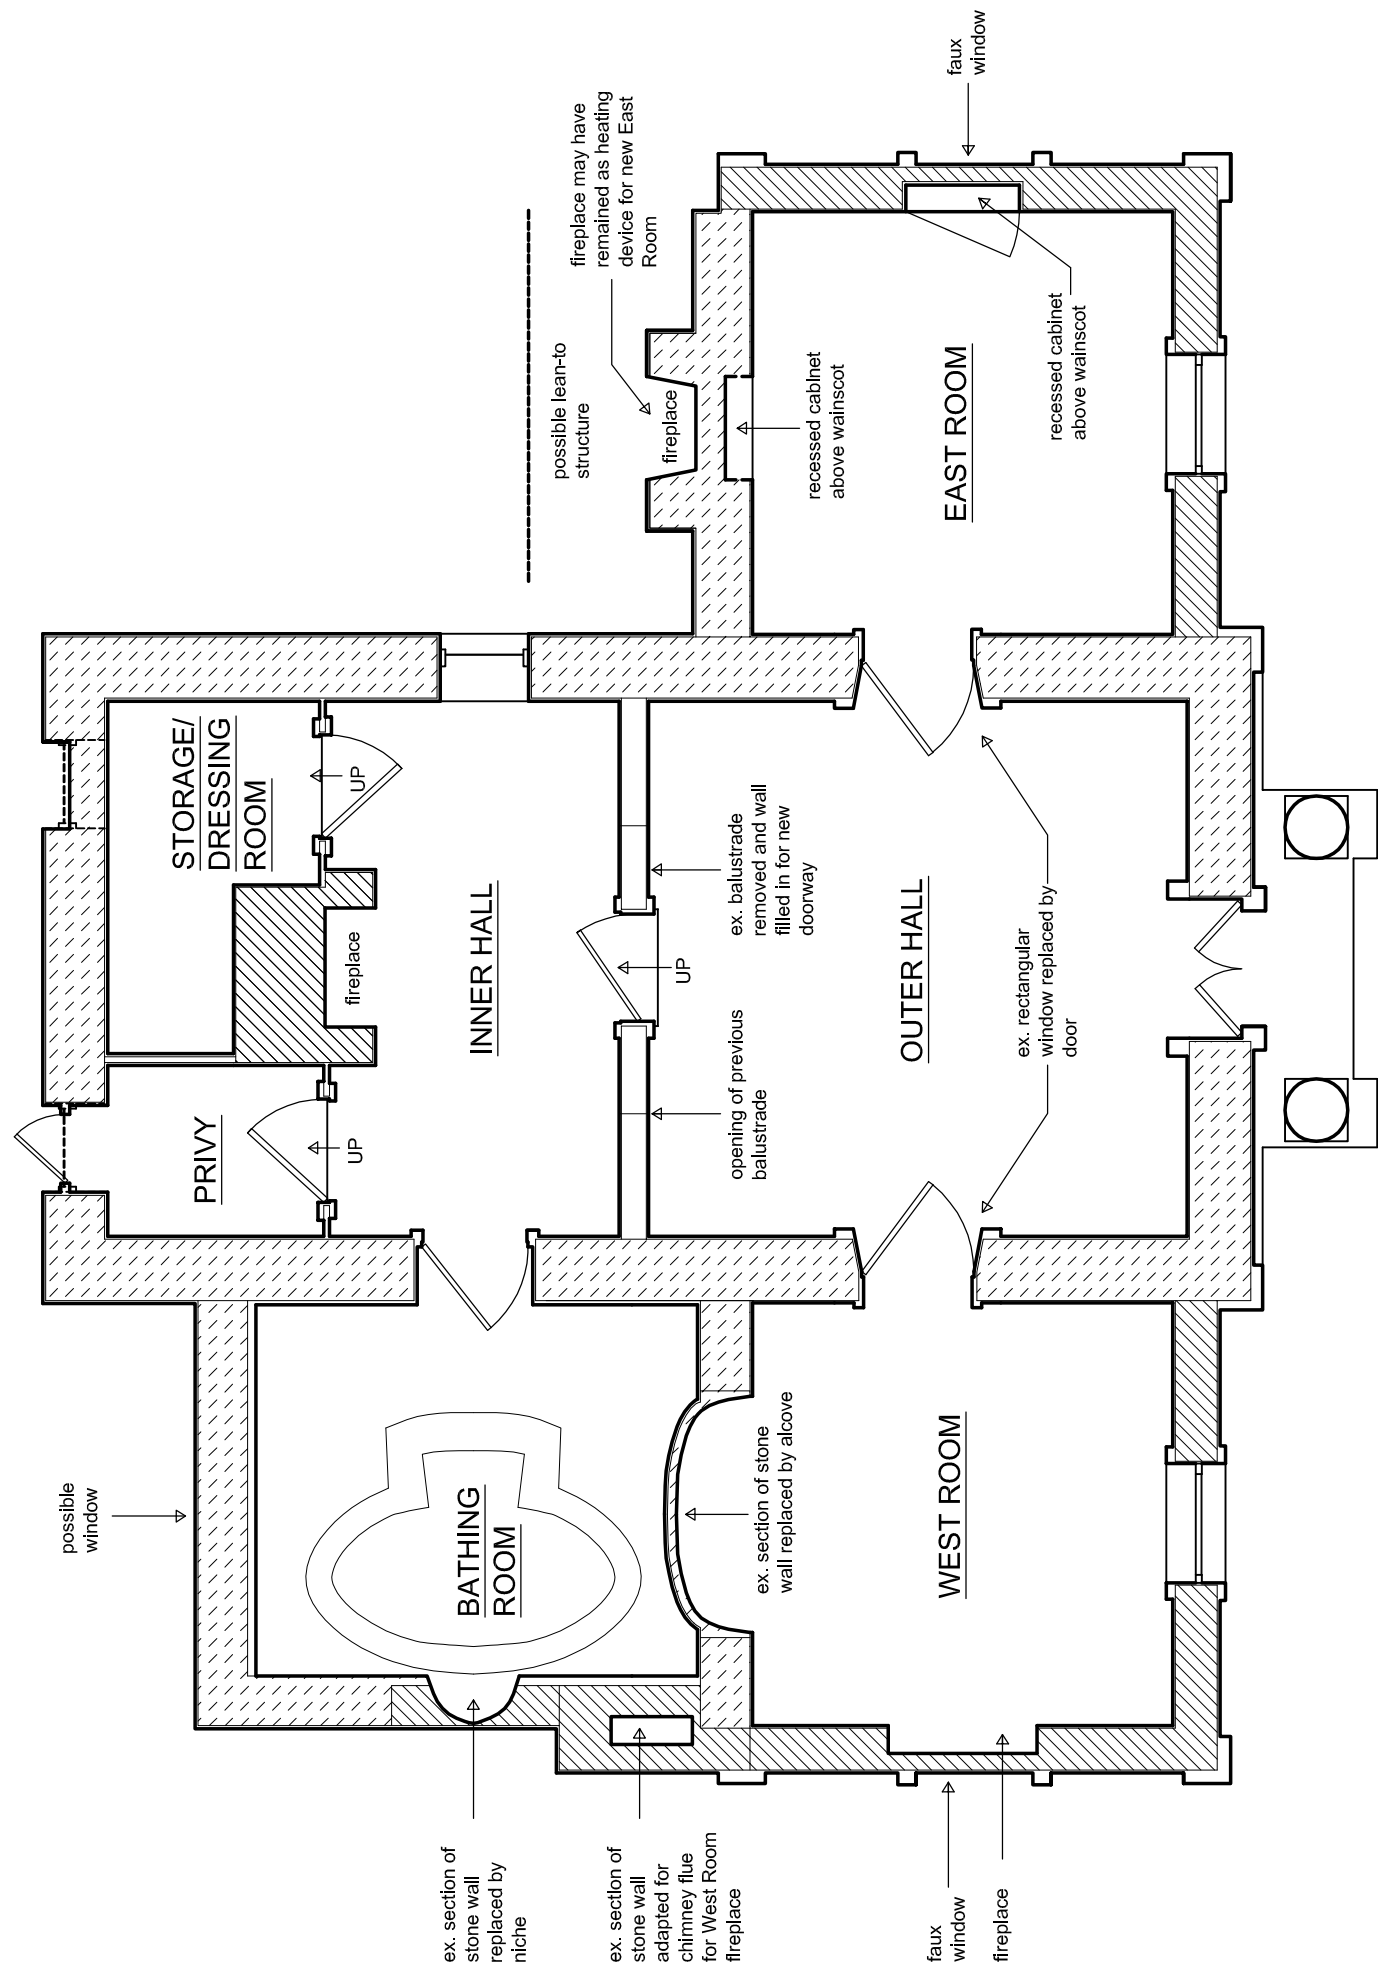 possible
window
PRIVY
UP
STORAGE/
DRESSING
ROOM
UP
fireplace
INNER HALL
UP
possible lean-to
structure
fireplace may have
remained as heating
device for new East
Room
fireplace
faux
window
ex. section of
stone wall
replaced by
niche
BATHING
ROOM
ex. section of
stone wall
adapted for
chimney flue
for West Room
fireplace
ex. section of stone
wall replaced by alcove
opening of previous
balustrade
ex. balustrade
removed and wall
filled in for new
doorway
recessed cabinet
above wainscot
faux
window
fireplace
WEST ROOM
OUTER HALL
EAST ROOM
ex. rectangular
window replaced by
door
recessed cabinet
above wainscot